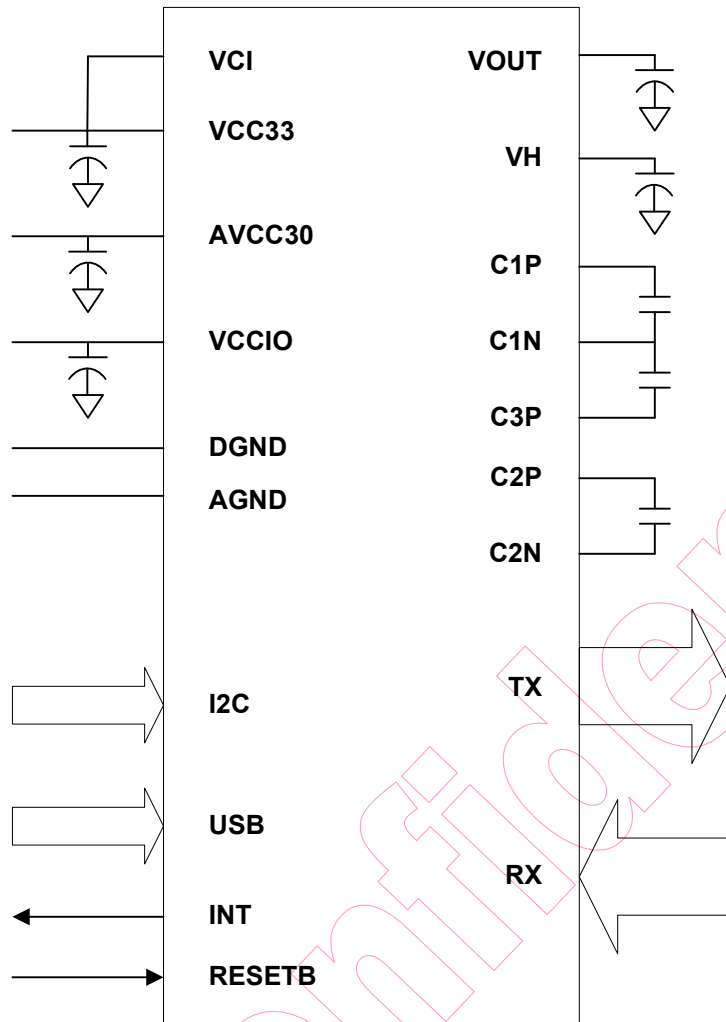 VCI
VCC33
AVCC30
VCCIO
DGND
AGND
I2C
USB
INT
RESETB
VOUT
VH
C1P
C1N
C3P
C2P
C2N
TX
RX